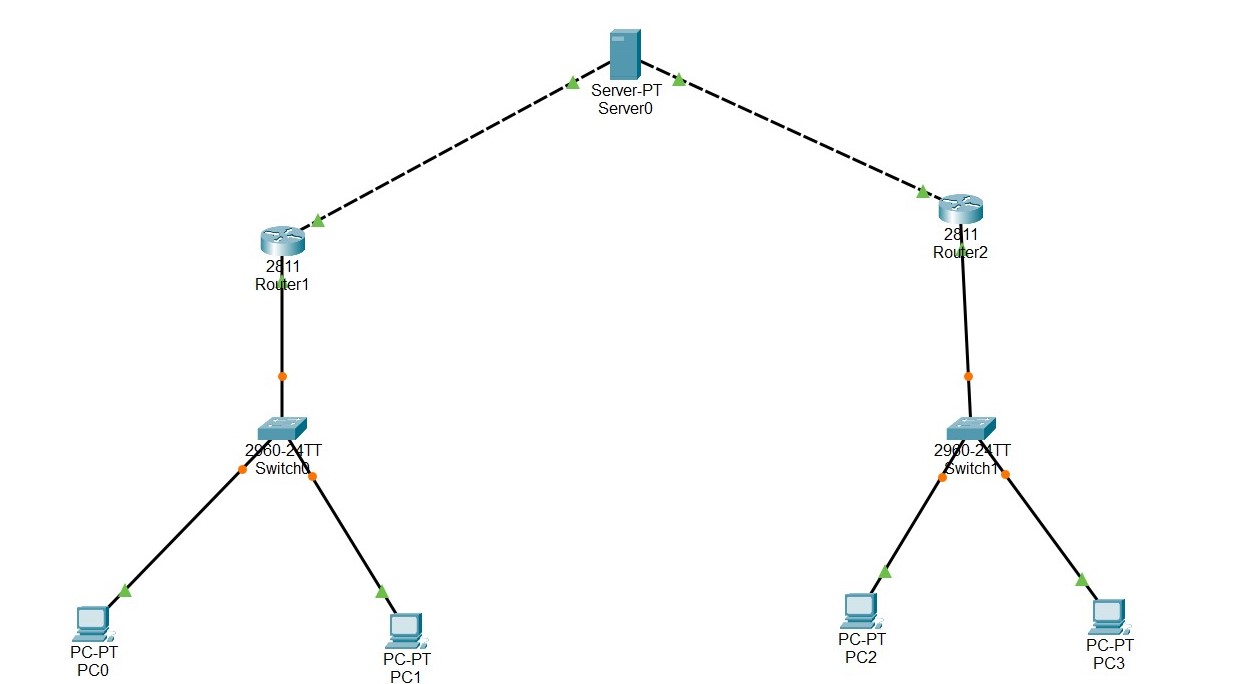 Server-PT
Server0
2811
Router1
2811
Router2
2960-24TT
Switch0
2960-24TT
Switch1
PC-PT
PC0
PC-PT
PC1
PC-PT
PC2
PC-PT
PC3